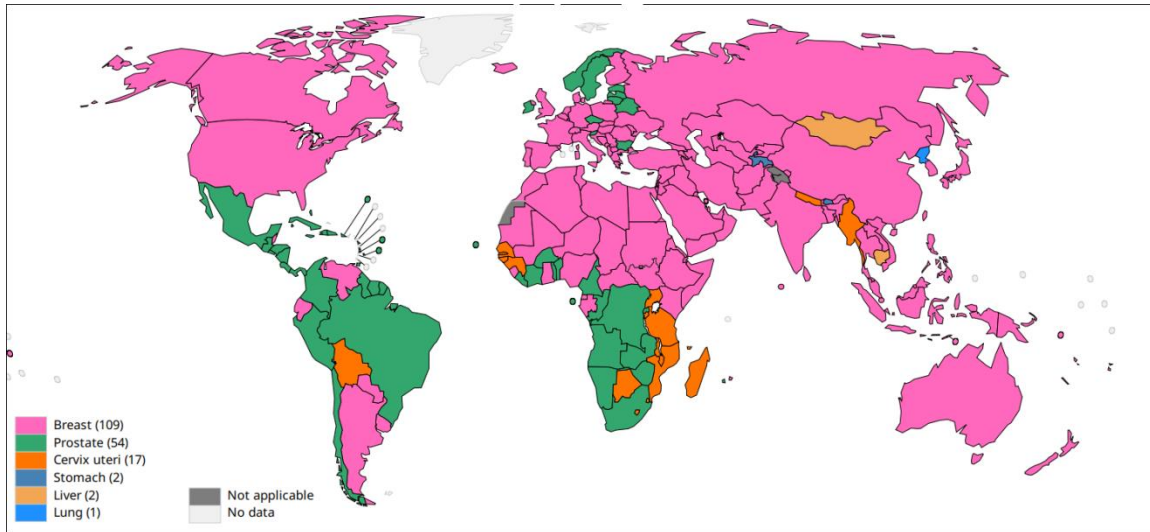 Breast (109)
Prostate (54)
Cervix uteri (17)
Stomach (2)
Liver (2)
Lung (1)
Not applicable
No data